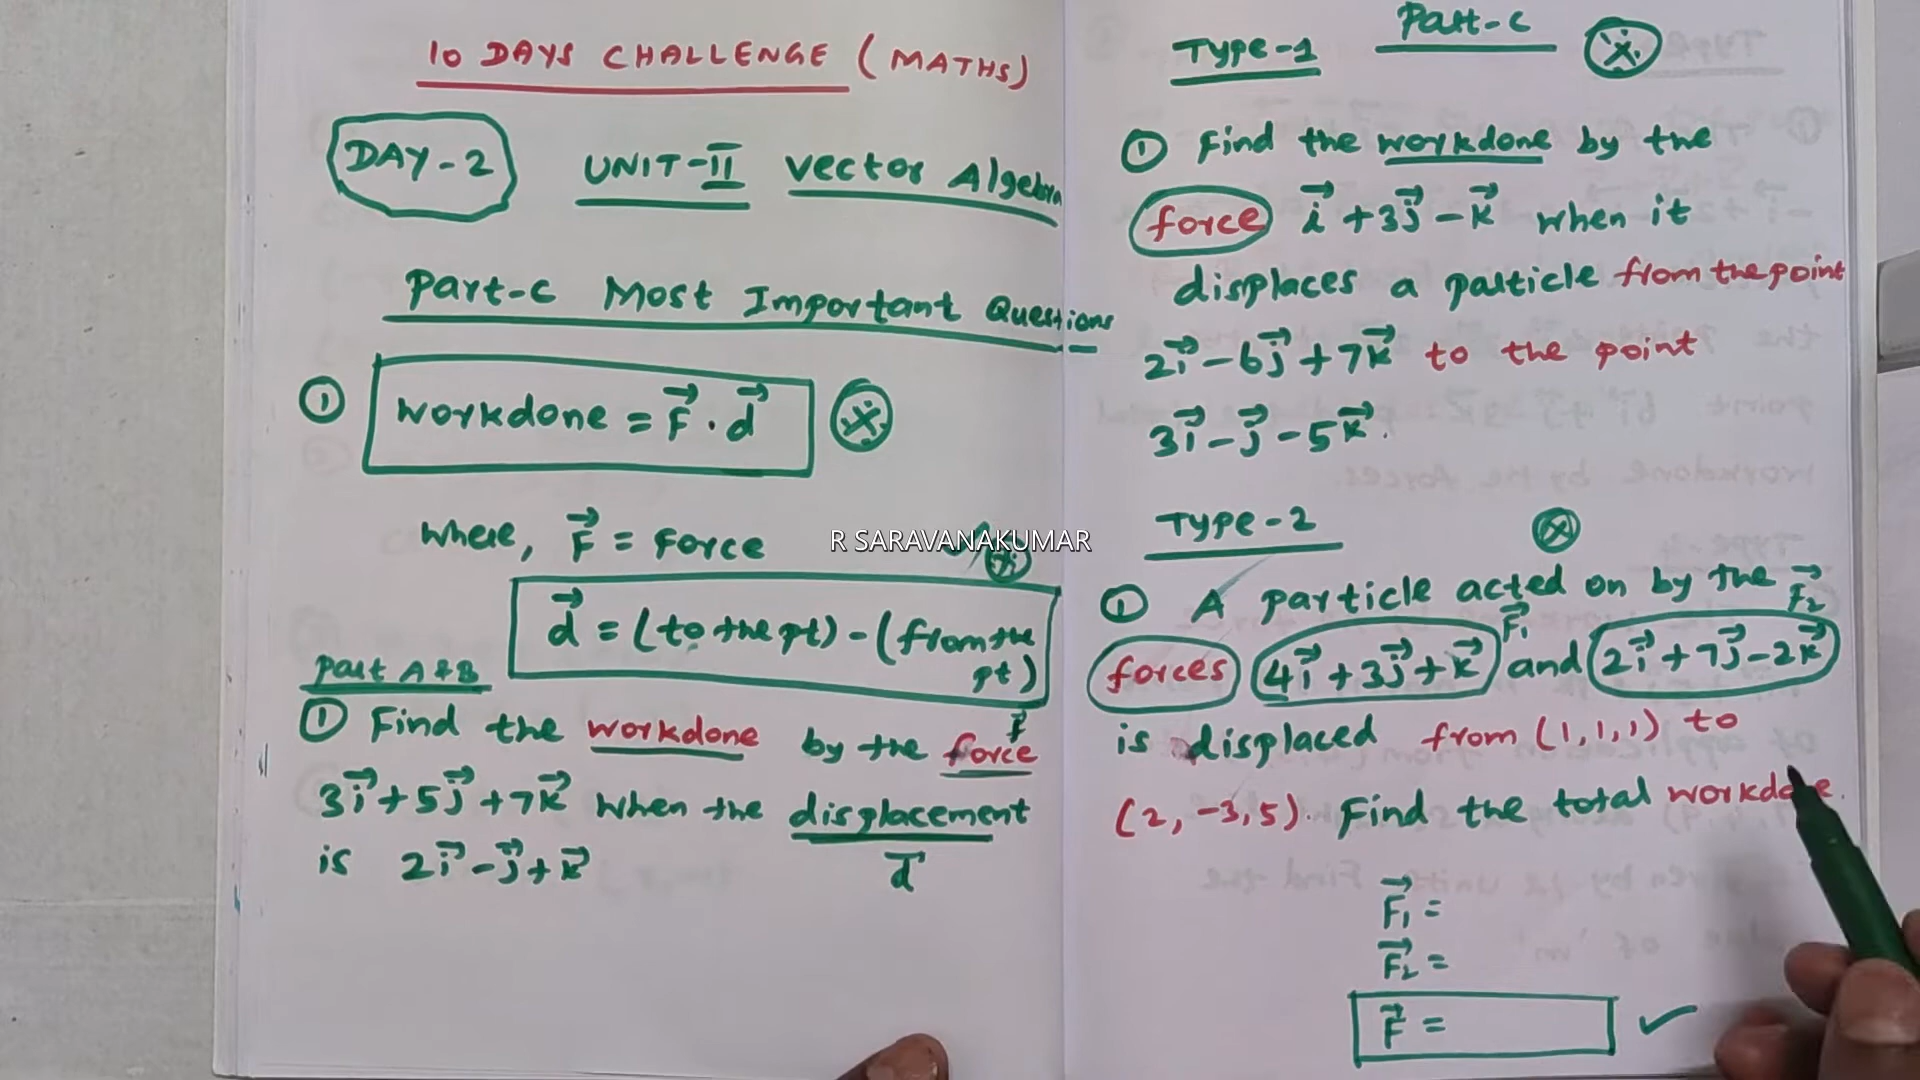 10 DAYS CHALLENGE (MATHS)
DAY-2 UNIT-II Vector Algebra
Part-C Most Important Questions
① workdone = F⃗ . d⃗
where, F⃗ = Force
d⃗ = (to the pt) - (from the
pt)
Part A & B
① Find the workdone by the force
F⃗
3i⃗ + 5j⃗ + 7k⃗ when the displacement
is 2i⃗ - j⃗ + k⃗
d⃗
R SARAVANAKUMAR
Part-C
Type-1
① Find the workdone by the
force i⃗ + 3j⃗ - k⃗ when it
displaces a particle from the point
2i⃗ - 6j⃗ + 7k⃗ to the point
3i⃗ - j⃗ - 5k⃗.
Type-2
① A particle acted on by the
F⃗₁ F⃗₂
forces 4i⃗ + 3j⃗ + k⃗ and 2i⃗ + 7j⃗ - 2k⃗
is displaced from (1,1,1) to
(2, -3, 5). Find the total workdone.
F⃗₁ =
F⃗₂ =
F⃗ =